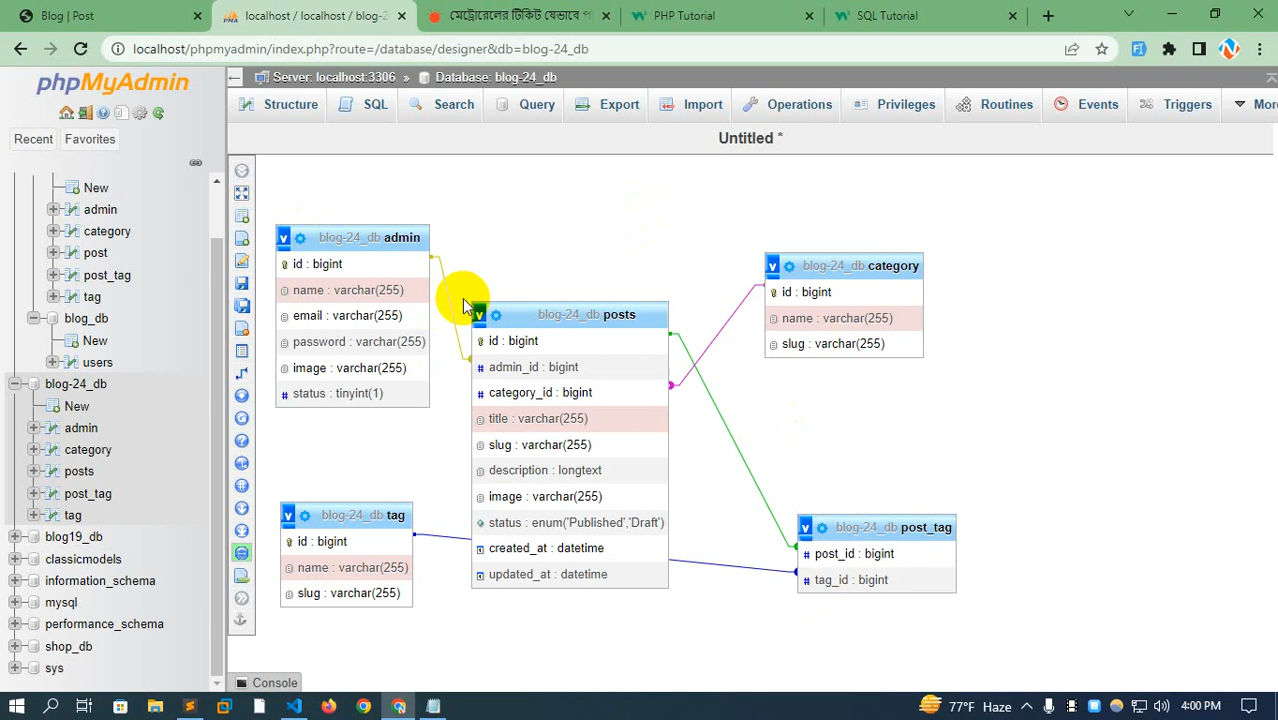 Blog | Post
localhost / localhost / blog-2
মেট্রোরেলের টিকিট যেভাবে প
PHP Tutorial
SQL Tutorial
localhost/phpmyadmin/index.php?route=/database/designer&db=blog-24_db
phpMyAdmin
Recent
Favorites
New
admin
category
post
post_tag
tag
blog_db
New
users
blog-24_db
New
admin
category
posts
post_tag
tag
blog19_db
classicmodels
information_schema
mysql
performance_schema
shop_db
sys
Server: localhost:3306 » Database: blog-24_db
Structure
SQL
Search
Query
Export
Import
Operations
Privileges
Routines
Events
Triggers
Mor
Untitled *
v blog-24_db admin
id : bigint
name : varchar(255)
email : varchar(255)
password : varchar(255)
image : varchar(255)
# status : tinyint(1)
v blog-24_db posts
id : bigint
# admin_id : bigint
# category_id : bigint
title : varchar(255)
slug : varchar(255)
description : longtext
image : varchar(255)
status : enum('Published','Draft')
created_at : datetime
updated_at : datetime
v blog-24_db category
id : bigint
name : varchar(255)
slug : varchar(255)
v blog-24_db tag
id : bigint
name : varchar(255)
slug : varchar(255)
v blog-24_db post_tag
# post_id : bigint
# tag_id : bigint
Console
77°F Haze
4:00 PM